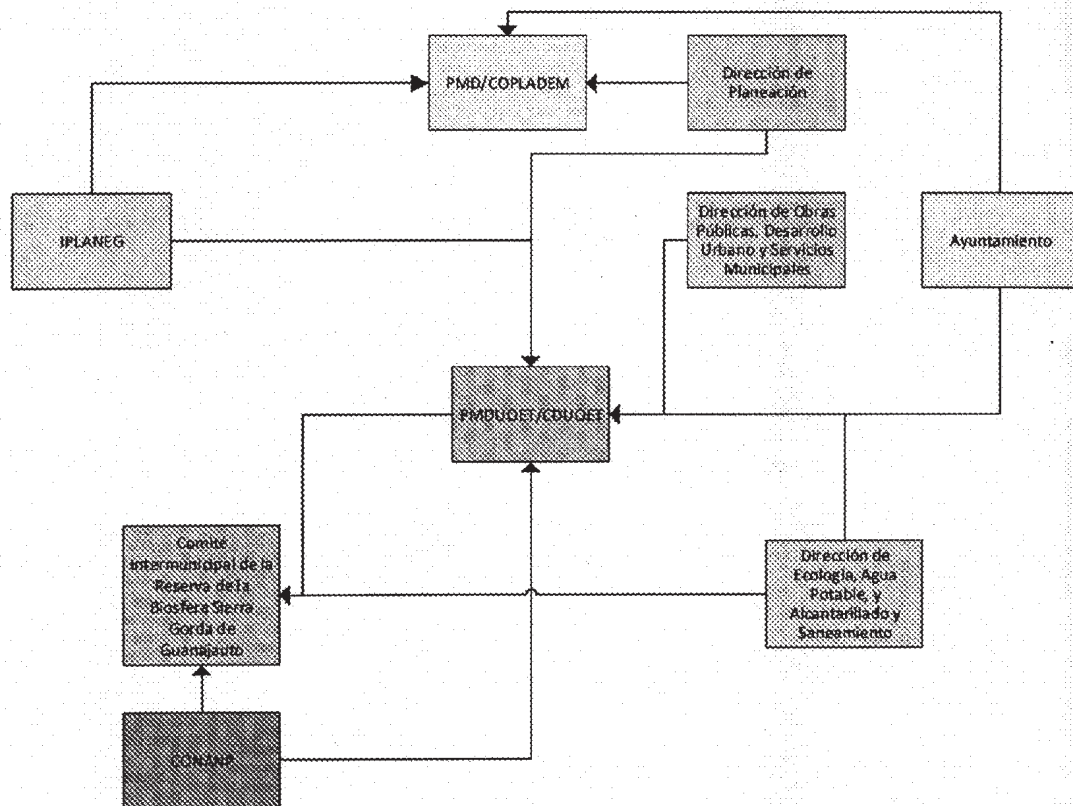 PMD/COPLADEM
Dirección de
Planeación
IPLANEG
Dirección de Obras
Públicas, Desarrollo
Urbano y Servicios
Municipales
Ayuntamiento
PMDUOET/CDUOET
Comité
intermunicipal de la
Reserva de la
Biosfera Sierra
Gorda de
Guanajauto
Dirección de
Ecología, Agua
Potable, y
Alcantarillado y
Saneamiento
CONANP